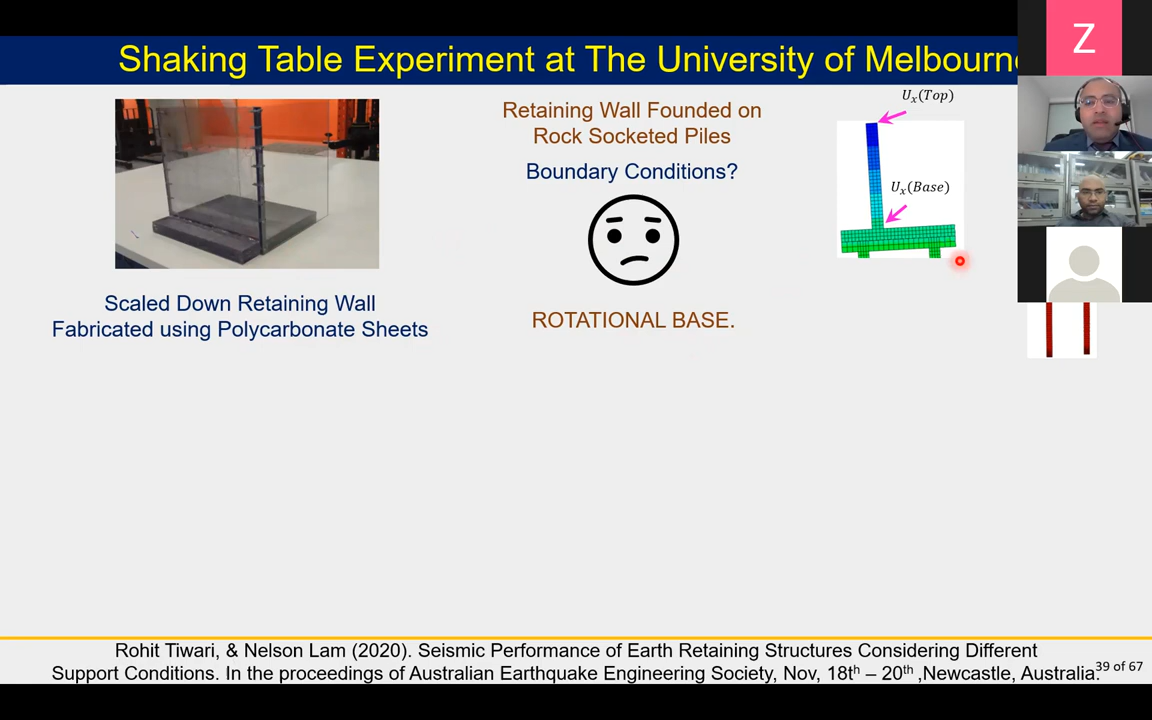 Shaking Table Experiment at The University of Melbourne
Z
Retaining Wall Founded on
Rock Socketed Piles
Boundary Conditions?
ROTATIONAL BASE.
Scaled Down Retaining Wall
Fabricated using Polycarbonate Sheets
Uₓ(Top)
Uₓ(Base)
Rohit Tiwari, & Nelson Lam (2020). Seismic Performance of Earth Retaining Structures Considering Different
Support Conditions. In the proceedings of Australian Earthquake Engineering Society, Nov, 18th – 20th ,Newcastle, Australia.
39 of 67